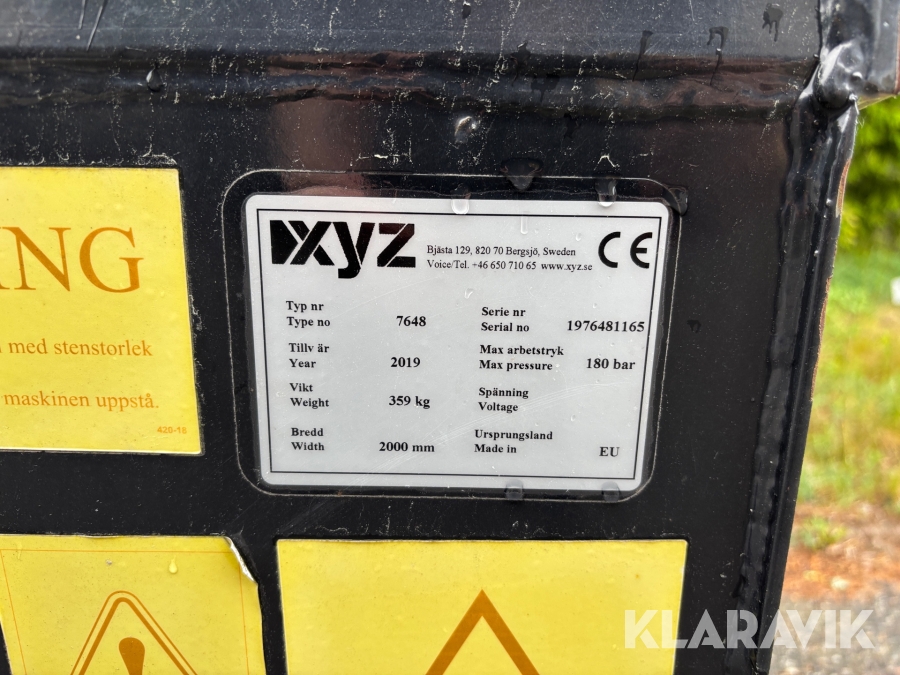 NG
med stenstorlek
maskinen uppstå.
420-18
xyz
Bjästa 129, 820 70 Bergsjö, Sweden
Voice/Tel. +46 650 710 65 www.xyz.se
CE
Typ nr
Type no 7648
Serie nr
Serial no 1976481165
Tillv år
Year 2019
Max arbetstryk
Max pressure 180 bar
Vikt
Weight 359 kg
Spänning
Voltage
Bredd
Width 2000 mm
Ursprungsland
Made in EU
KLARAVIK